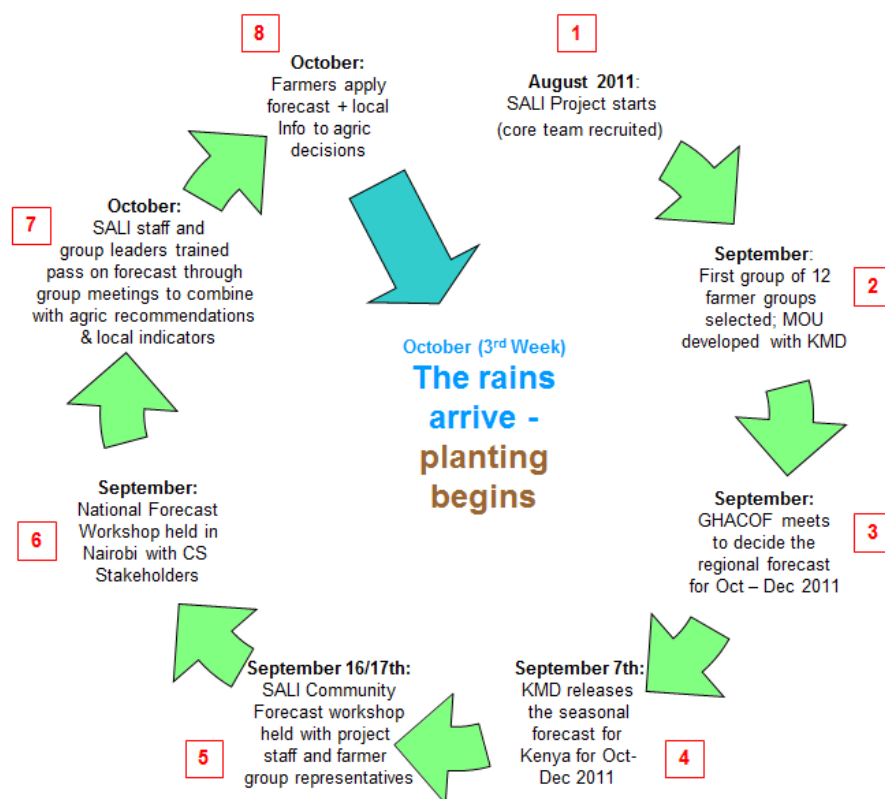 1
August 2011:
SALI Project starts
(core team recruited)
2
September:
First group of 12
farmer groups
selected; MOU
developed with KMD
3
September:
GHACOF meets
to decide the
regional forecast
for Oct – Dec 2011
4
September 7th:
KMD releases
the seasonal
forecast for
Kenya for Oct-
Dec 2011
5
September 16/17th:
SALI Community
Forecast workshop
held with project
staff and farmer
group representatives
6
September:
National Forecast
Workshop held in
Nairobi with CS
Stakeholders
7
October:
SALI staff and
group leaders trained
pass on forecast through
group meetings to combine
with agric recommendations
& local indicators
8
October:
Farmers apply
forecast + local
Info to agric
decisions
October (3rd Week)
The rains
arrive -
planting
begins